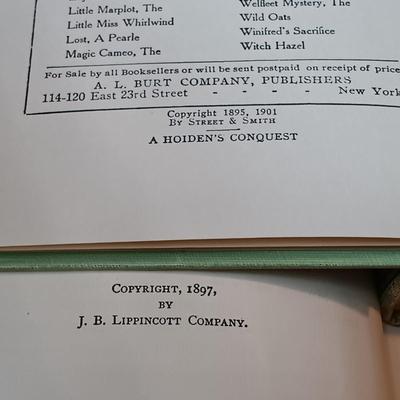 Little Marplot, The
Little Miss Whirlwind
Lost, A Pearle
Magic Cameo, The
Welfleet Mystery, The
Wild Oats
Winifred's Sacrifice
Witch Hazel
For Sale by all Booksellers or will be sent postpaid on receipt of price
A. L. BURT COMPANY, PUBLISHERS
114-120 East 23rd Street - - - - New York
Copyright 1895, 1901
By Street & Smith
A HOIDEN'S CONQUEST
Copyright, 1897,
by
J. B. Lippincott Company.